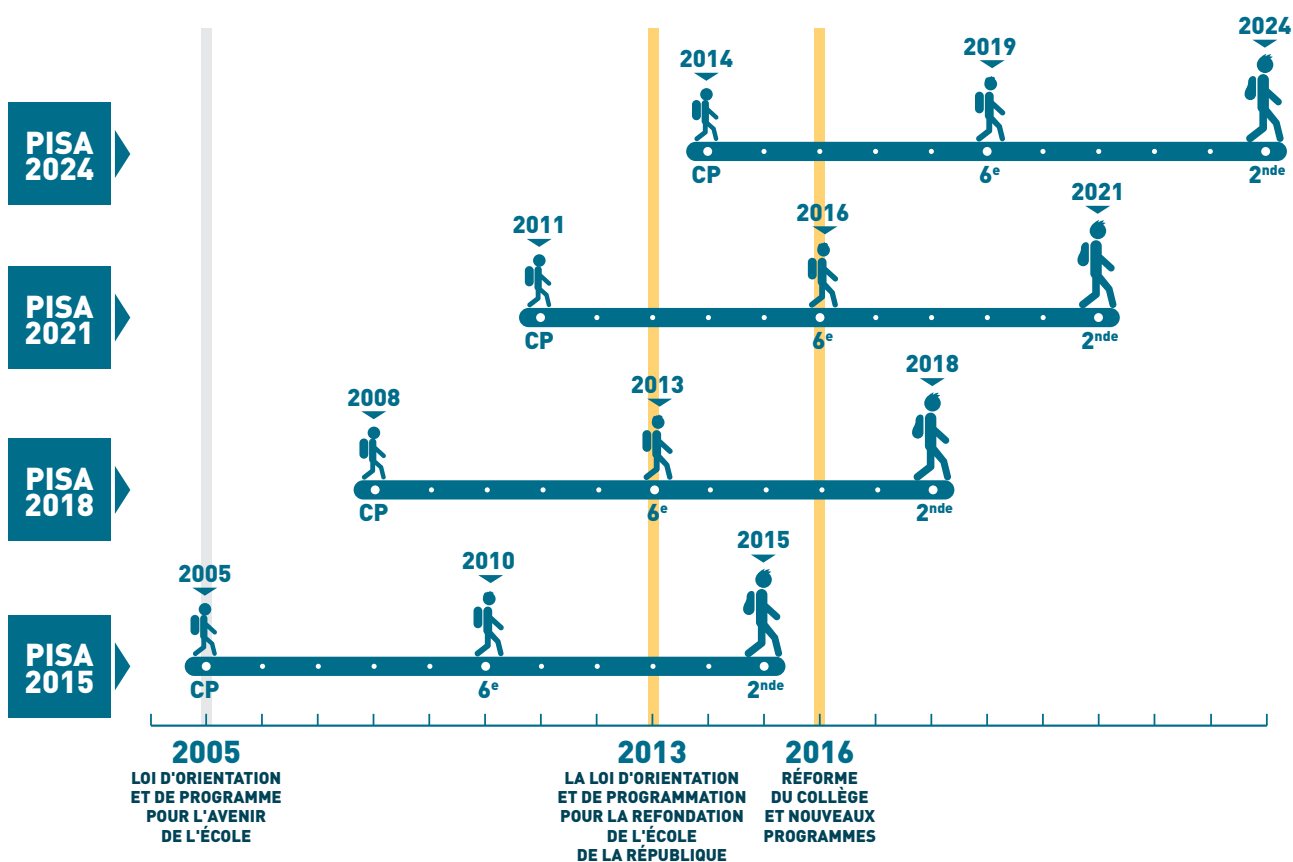 2024
2019
2014
PISA
2024
CP
6e
2nde
2021
2016
2011
PISA
2021
CP
6e
2nde
2018
2013
2008
PISA
2018
CP
6e
2nde
2015
2010
2005
PISA
2015
CP
6e
2nde
2005
LOI D'ORIENTATION
ET DE PROGRAMME
POUR L'AVENIR
DE L'ÉCOLE
2013
LA LOI D'ORIENTATION
ET DE PROGRAMMATION
POUR LA REFONDATION
DE L'ÉCOLE
DE LA RÉPUBLIQUE
2016
RÉFORME
DU COLLÈGE
ET NOUVEAUX
PROGRAMMES